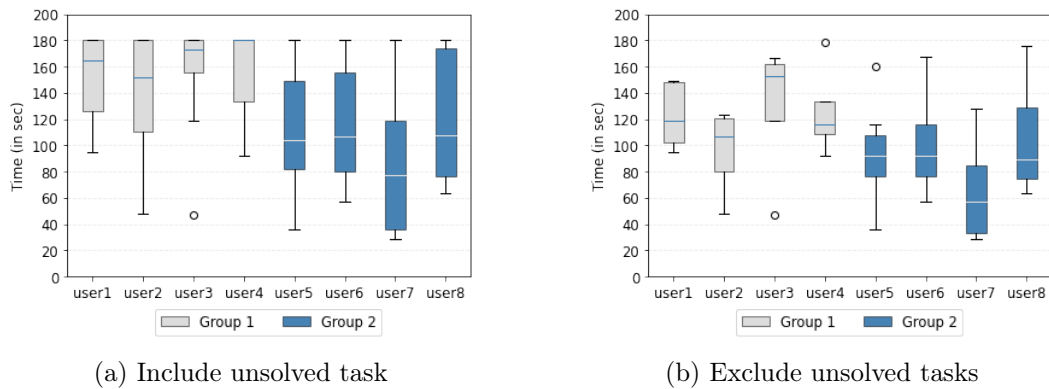 200
180
160
140
120
100
80
60
40
20
0
Time (in sec)
user1 user2 user3 user4 user5 user6 user7 user8
Group 1 Group 2
(a) Include unsolved task
200
180
160
140
120
100
80
60
40
20
0
Time (in sec)
user1 user2 user3 user4 user5 user6 user7 user8
Group 1 Group 2
(b) Exclude unsolved tasks